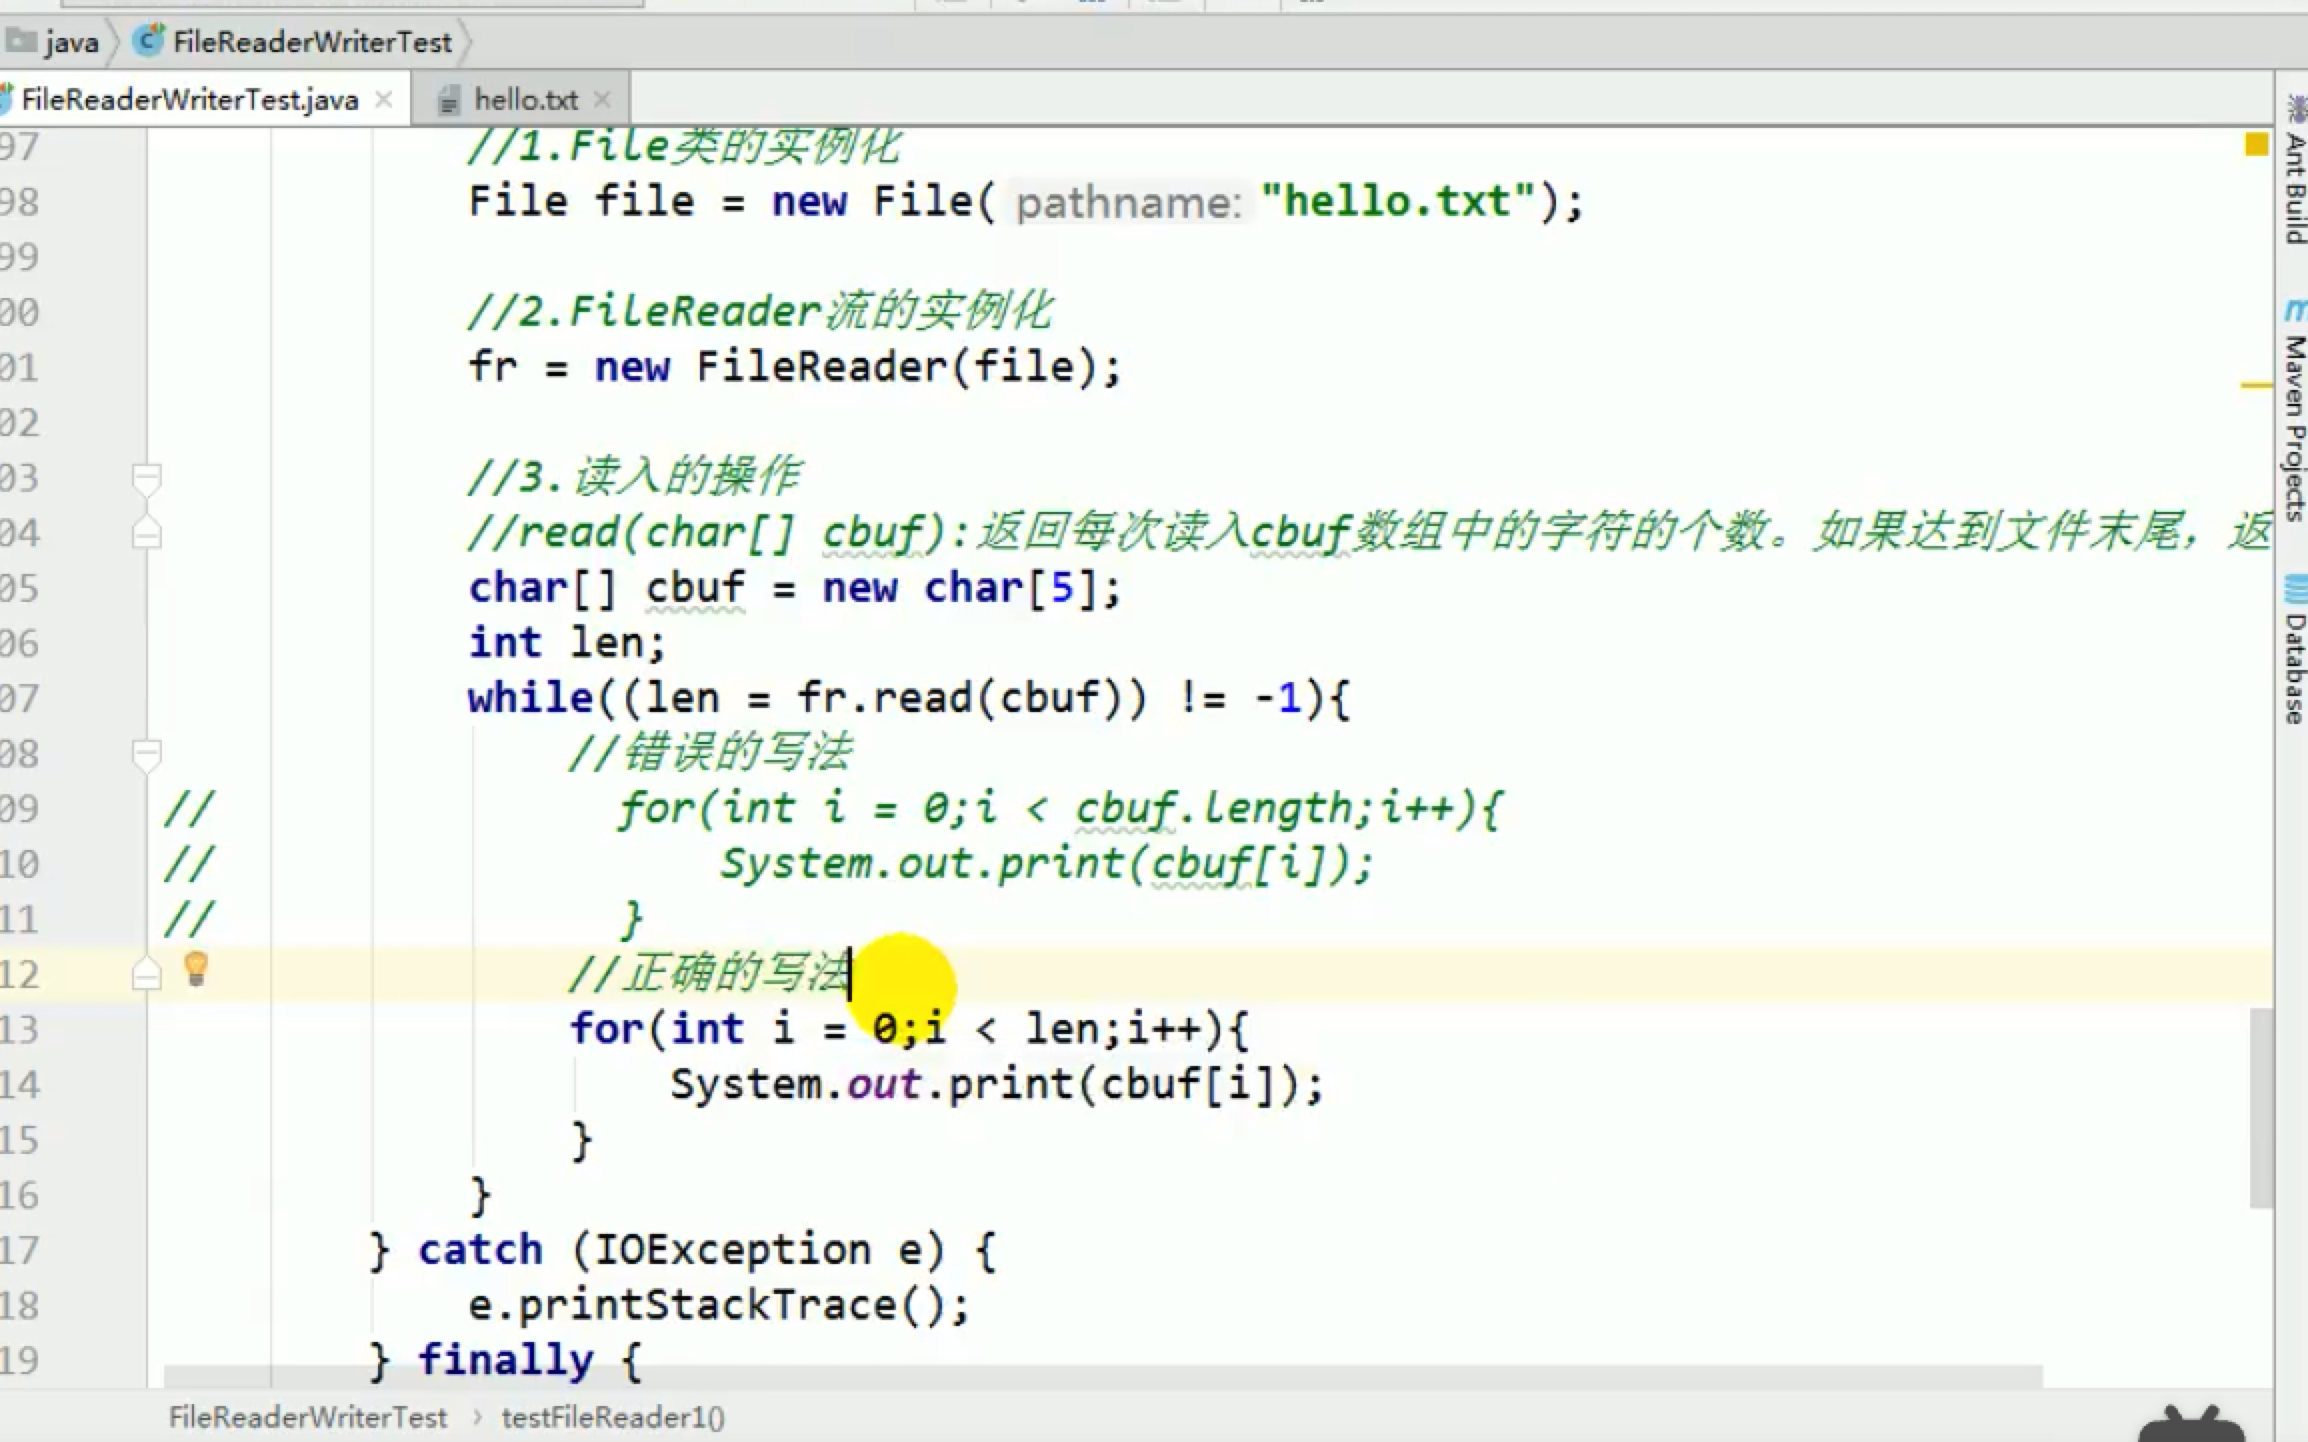 java FileReaderWriterTest
FileReaderWriterTest.java hello.txt
97 //1.File类的实例化
98 File file = new File( pathname: "hello.txt");
99
00 //2.FileReader流的实例化
01 fr = new FileReader(file);
02
03 //3.读入的操作
04 //read(char[] cbuf):返回每次读入cbuf数组中的字符的个数。如果达到文件末尾，返
05 char[] cbuf = new char[5];
06 int len;
07 while((len = fr.read(cbuf)) != -1){
08 //错误的写法
09 // for(int i = 0;i < cbuf.length;i++){
10 // System.out.print(cbuf[i]);
11 // }
12 //正确的写法
13 for(int i = 0;i < len;i++){
14 System.out.print(cbuf[i]);
15 }
16 }
17 } catch (IOException e) {
18 e.printStackTrace();
19 } finally {
FileReaderWriterTest › testFileReader1()
Ant Build
Maven Projects
Database